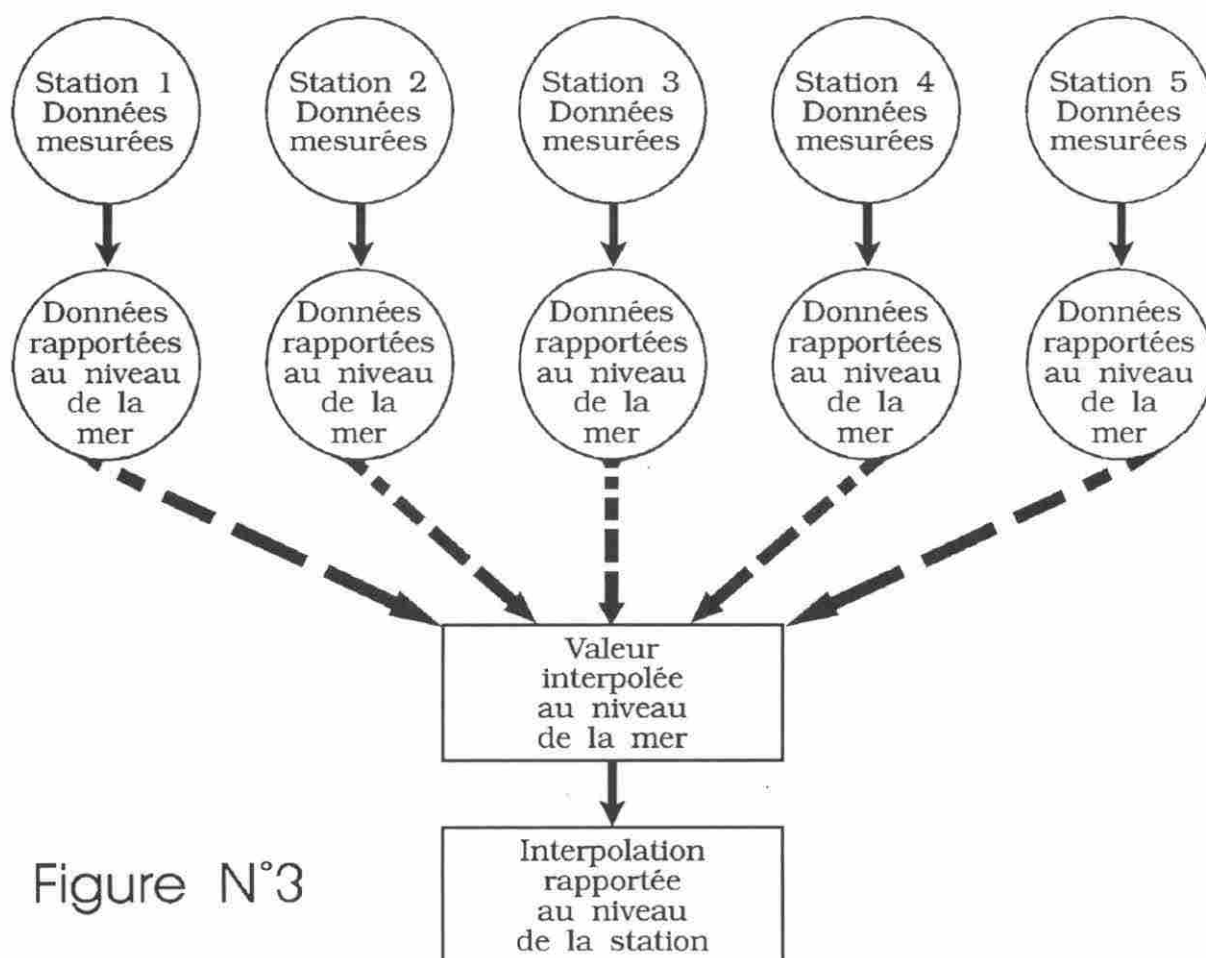 Station 1
Données
mesurées
Station 2
Données
mesurées
Station 3
Données
mesurées
Station 4
Données
mesurées
Station 5
Données
mesurées
Données
rapportées
au niveau
de la
mer
Données
rapportées
au niveau
de la
mer
Données
rapportées
au niveau
de la
mer
Données
rapportées
au niveau
de la
mer
Données
rapportées
au niveau
de la
mer
Valeur
interpolée
au niveau
de la mer
Interpolation
rapportée
au niveau
de la station
Figure N°3